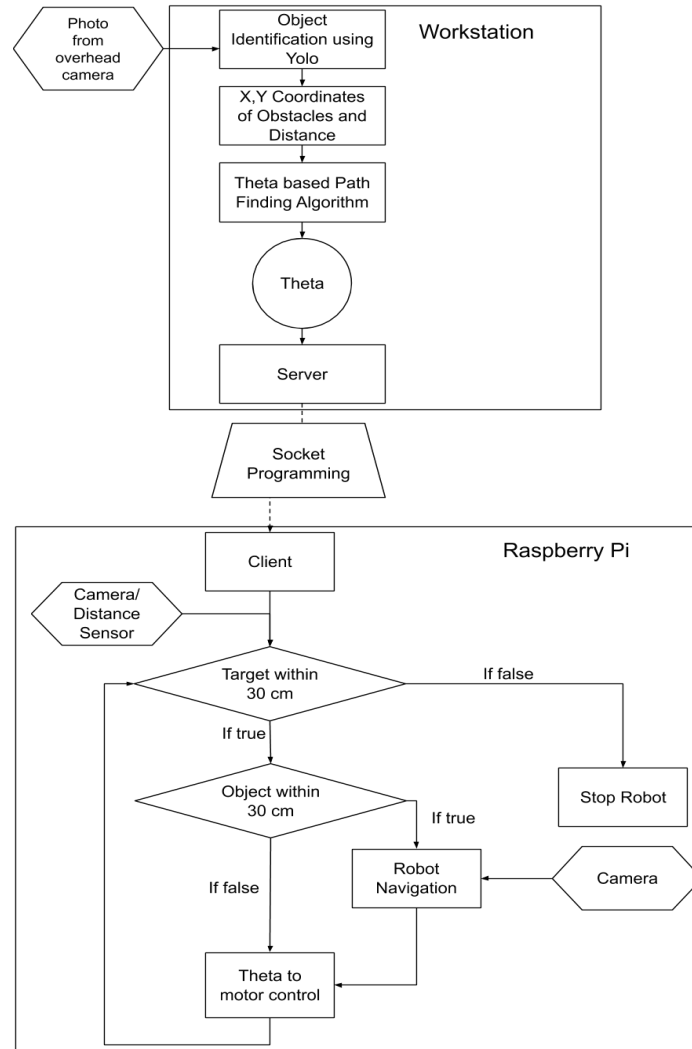 Photo
from
overhead
camera
Object
Identification using
Yolo
Workstation
X,Y Coordinates
of Obstacles and
Distance
Theta based Path
Finding Algorithm
Theta
Server
Socket
Programming
Raspberry Pi
Client
Camera/
Distance
Sensor
Target within
30 cm
If false
If true
Object within
30 cm
Stop Robot
If true
If false
Robot
Navigation
Camera
Theta to
motor control